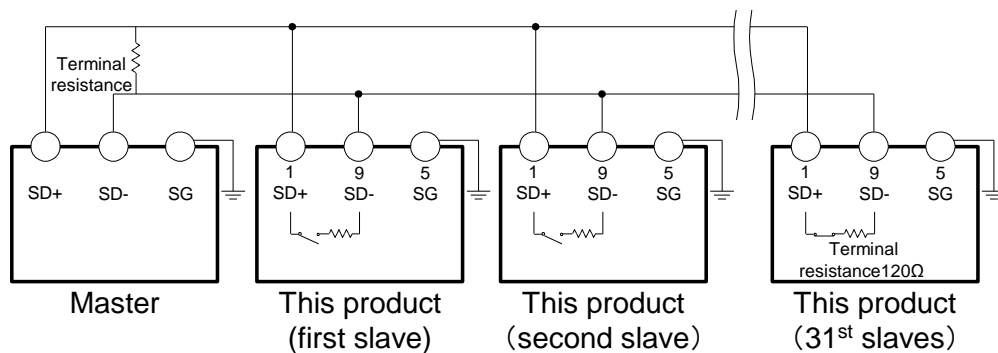 Terminal
resistance
1 9 5
1 9 5
1 9 5
SD+ SD- SG
SD+ SD- SG
SD+ SD- SG
SD+ SD- SG
Terminal
resistance120Ω
Master
This product
(first slave)
This product
（second slave）
This product
（31st slaves）